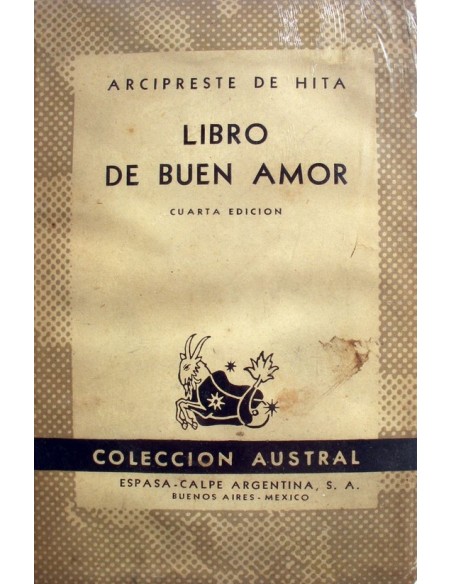 ARCIPRESTE DE HITA
LIBRO
DE BUEN AMOR
CUARTA EDICION
COLECCION AUSTRAL
ESPASA-CALPE ARGENTINA, S. A.
BUENOS AIRES - MEXICO